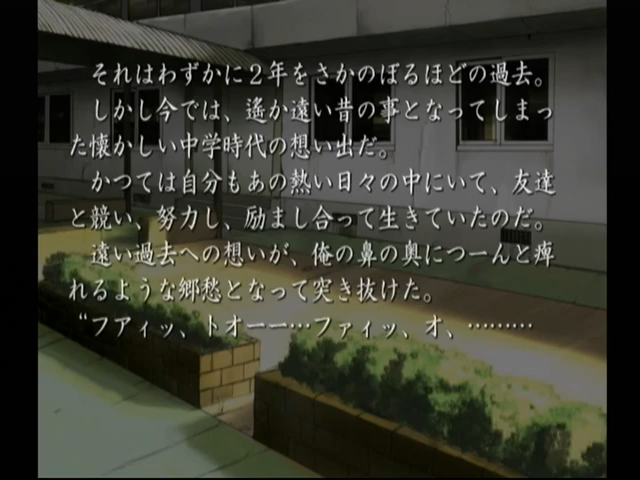 それはわずかに２年をさかのぼるほどの過去。
しかし今では、遙か遠い昔の事となってしまっ
た懐かしい中学時代の想い出だ。
かつては自分もあの熱い日々の中にいて、友達
と競い、努力し、励まし合って生きていたのだ。
遠い過去への想いが、俺の鼻の奥につーんと痺
れるような郷愁となって突き抜けた。
“フアィッ、トオーー…ファィッ、オ、………